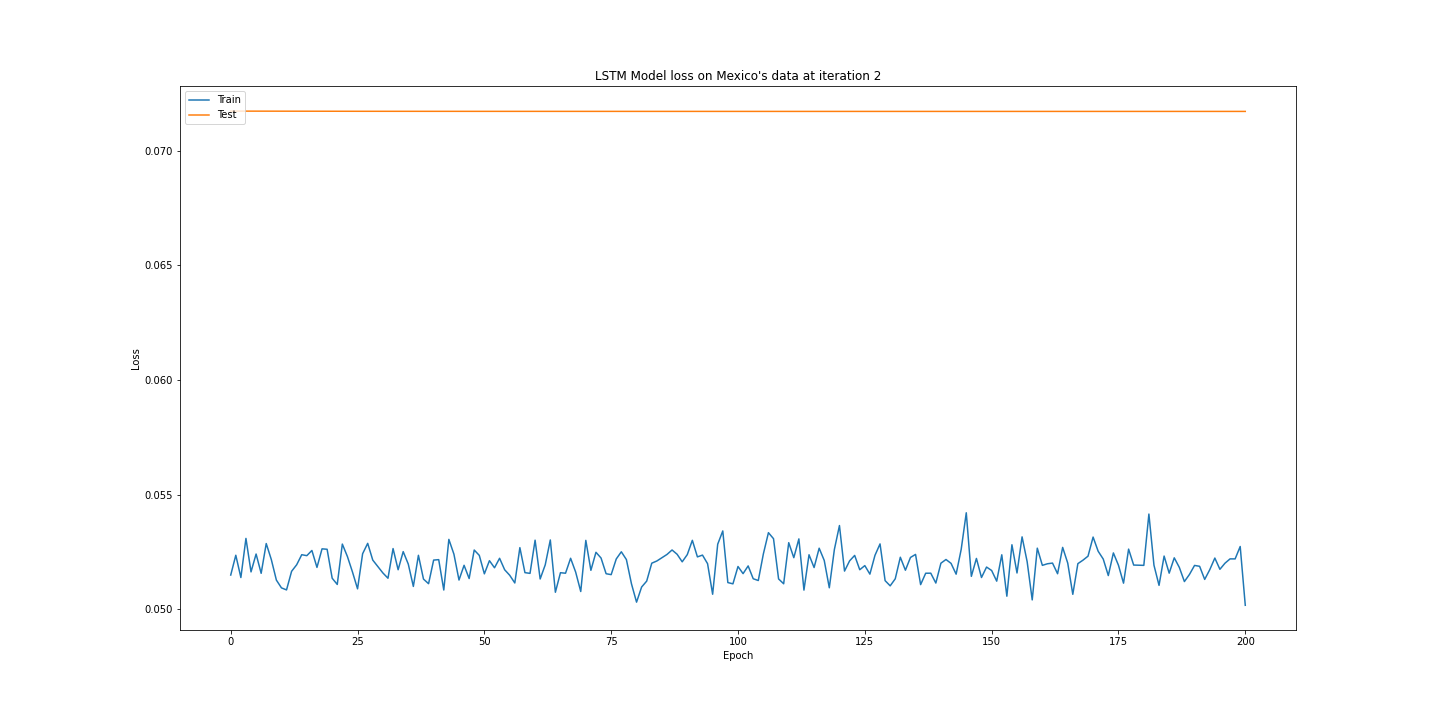 LSTM Model loss on Mexico's data at iteration 2
Train
Test
0.070
0.065
0.060
0.055
0.050
Loss
0 25 50 75 100 125 150 175 200
Epoch